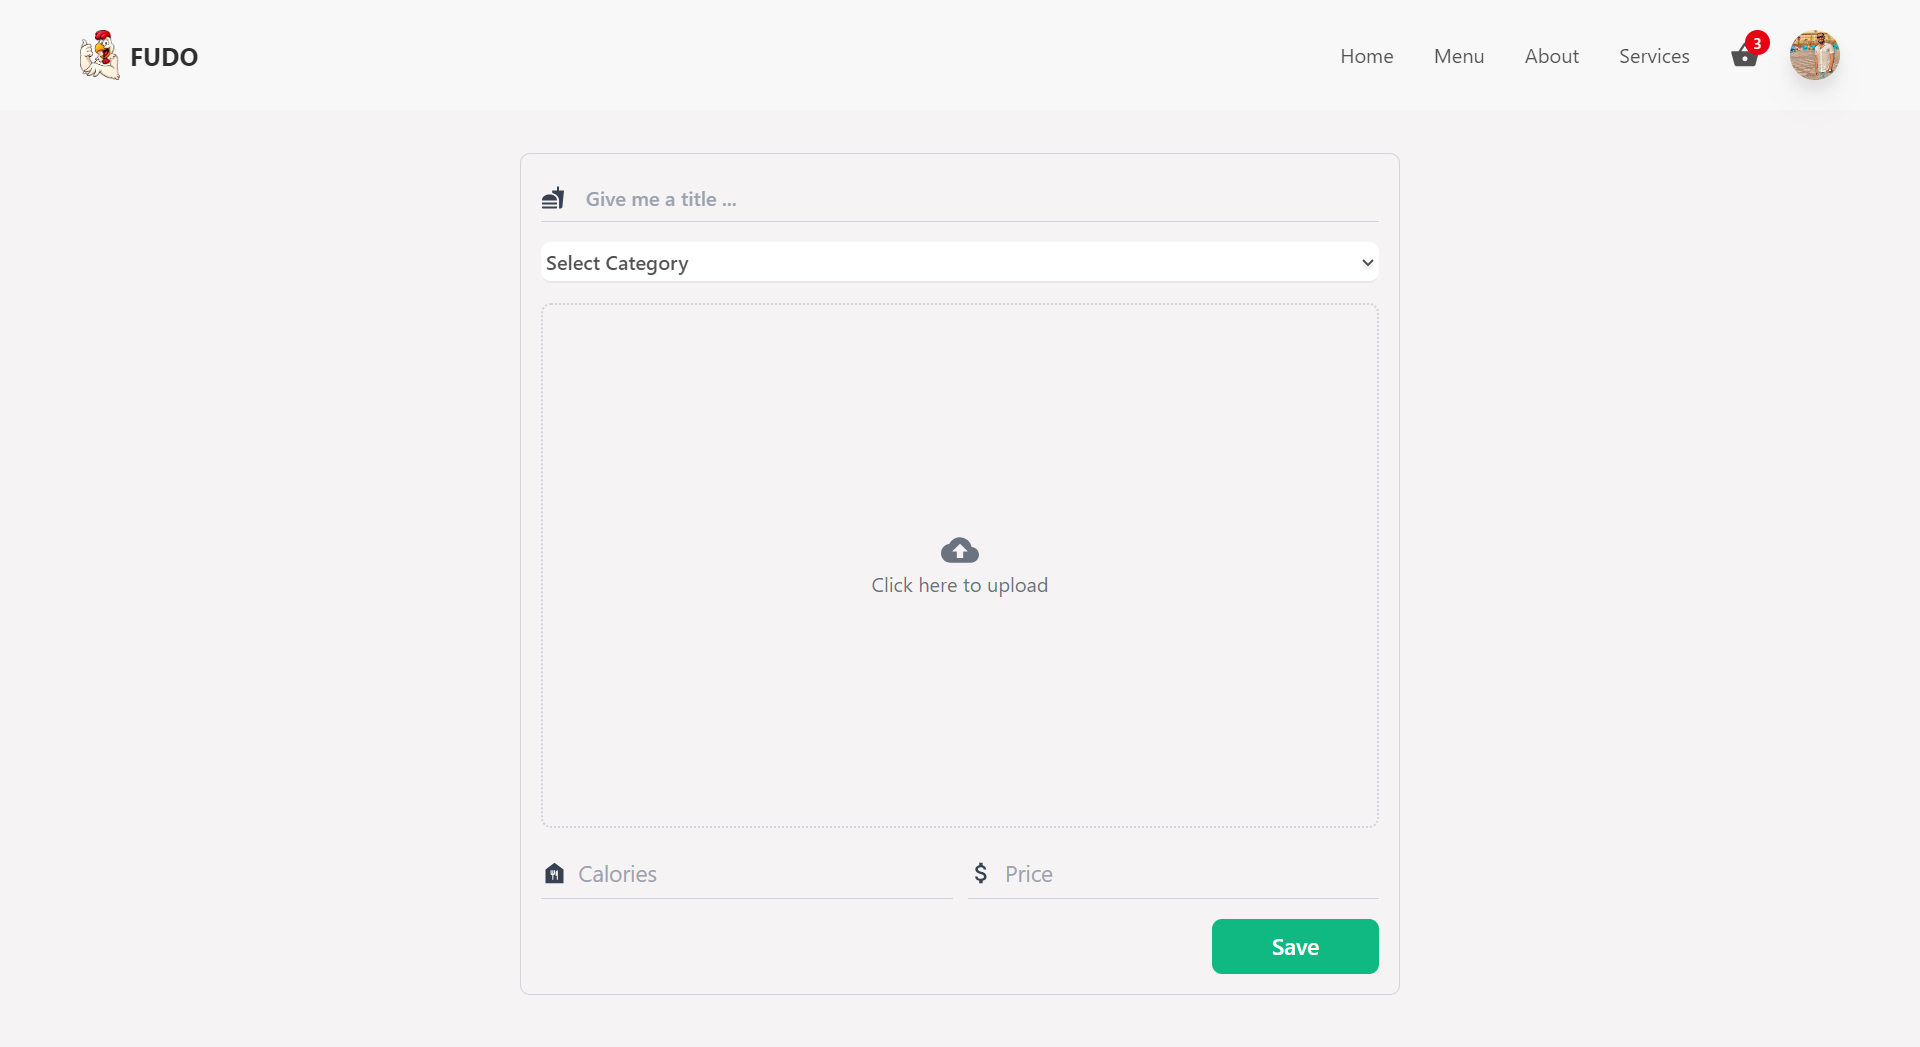 FUDO
Home Menu About Services 3
Give me a title ...
Select Category
Click here to upload
Calories
$ Price
Save